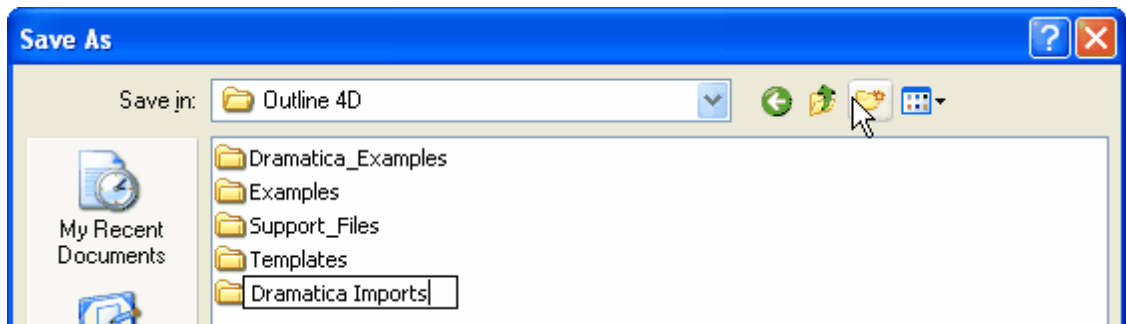 Save As
Save in:
Outline 4D
My Recent
Documents
Dramatica_Examples
Examples
Support_Files
Templates
Dramatica Imports